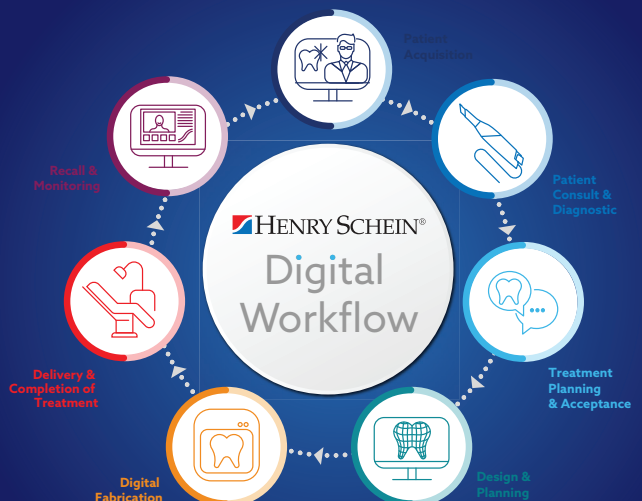 Patient
Acquisition
Recall &
Monitoring
Patient
Consult &
Diagnostic
HENRY SCHEIN®
Digital
Workflow
Delivery &
Completion of
Treatment
Treatment
Planning
& Acceptance
Digital
Fabrication
Design &
Planning